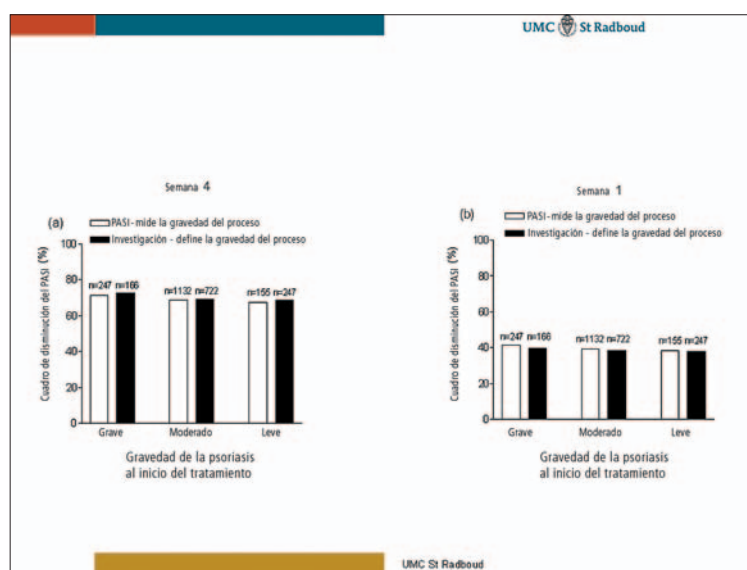 UMC St Radboud
Semana 4
(a)
PASI-mide la gravedad del proceso
Investigación - define la gravedad del proceso
Cuadro de disminución del PASI (%)
100
80
60
40
20
0
n=247 n=166
n=1132 n=722
n=155 n=247
Grave
Moderado
Leve
Gravedad de la psoriasis
al inicio del tratamiento
Semana 1
(b)
PASI-mide la gravedad del proceso
Investigación - define la gravedad del proceso
Cuadro de disminución del PASI (%)
100
80
60
40
20
0
n=247 n=166
n=1132 n=722
n=155 n=247
Grave
Moderado
Leve
Gravedad de la psoriasis
al inicio del tratamiento
UMC St Radboud